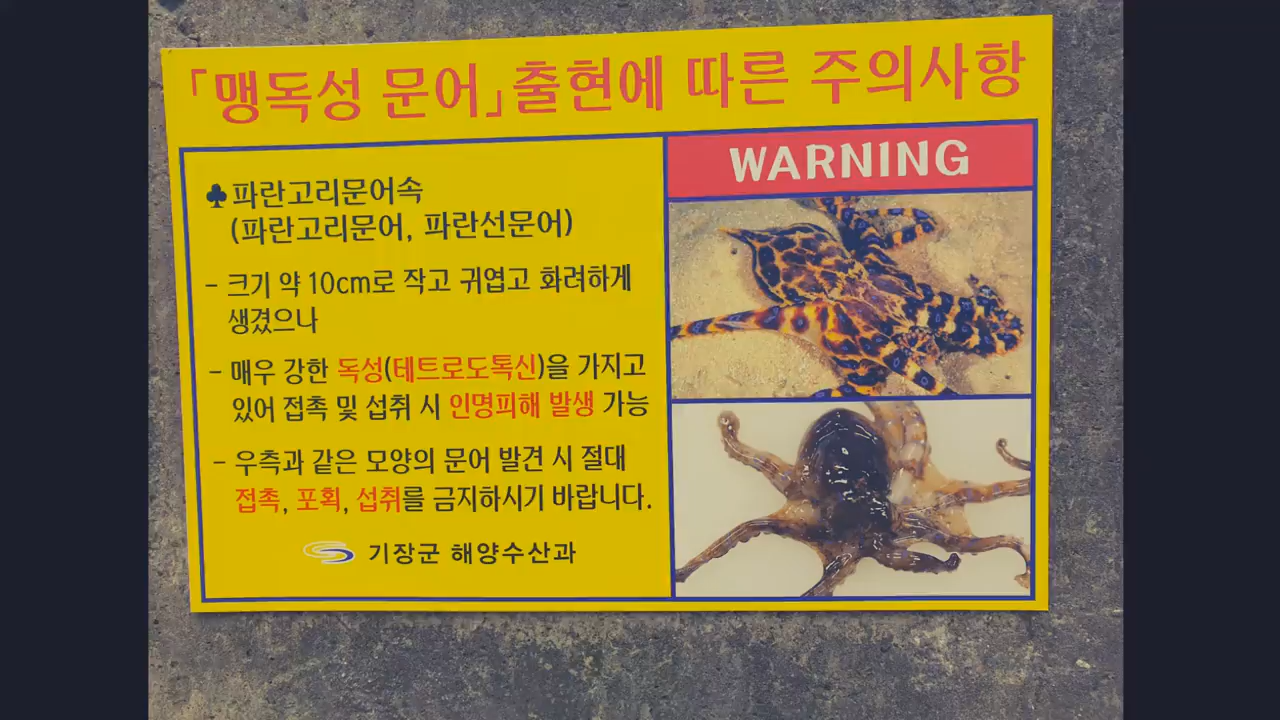 「맹독성 문어」출현에 따른 주의사항
WARNING
♣파란고리문어속
(파란고리문어, 파란선문어)
- 크기 약 10cm로 작고 귀엽고 화려하게
생겼으나
- 매우 강한 독성(테트로도톡신)을 가지고
있어 접촉 및 섭취 시 인명피해 발생 가능
- 우측과 같은 모양의 문어 발견 시 절대
접촉, 포획, 섭취를 금지하시기 바랍니다.
기장군 해양수산과